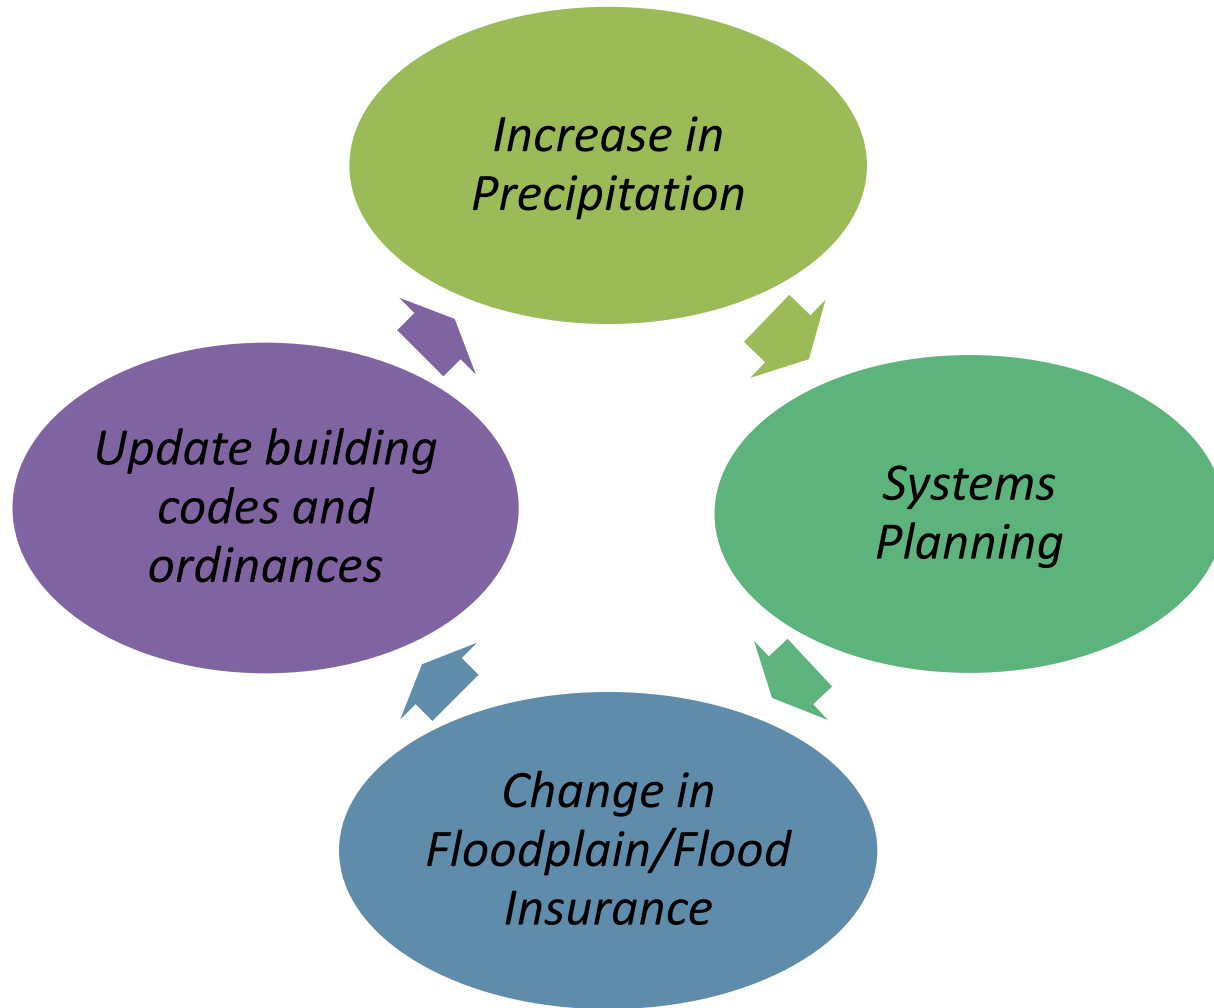 Increase in
Precipitation
Update building
codes and
ordinances
Systems
Planning
Change in
Floodplain/Flood
Insurance